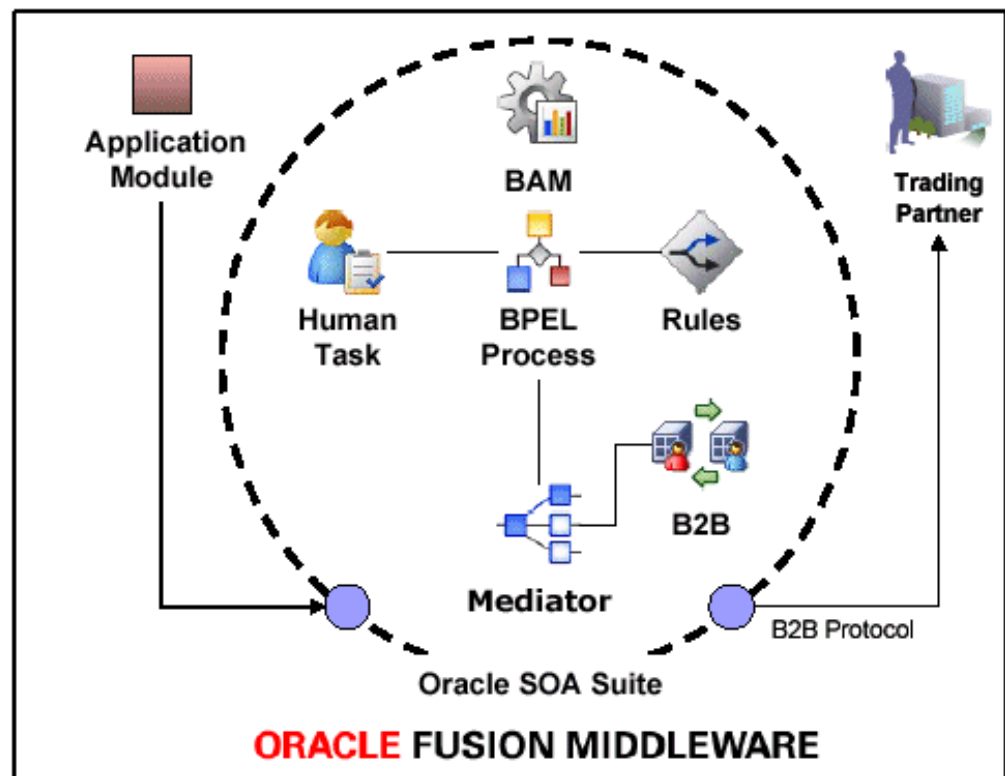 Application
Module
BAM
Trading
Partner
Human
Task
BPEL
Process
Rules
B2B
Mediator
B2B Protocol
Oracle SOA Suite
ORACLE FUSION MIDDLEWARE